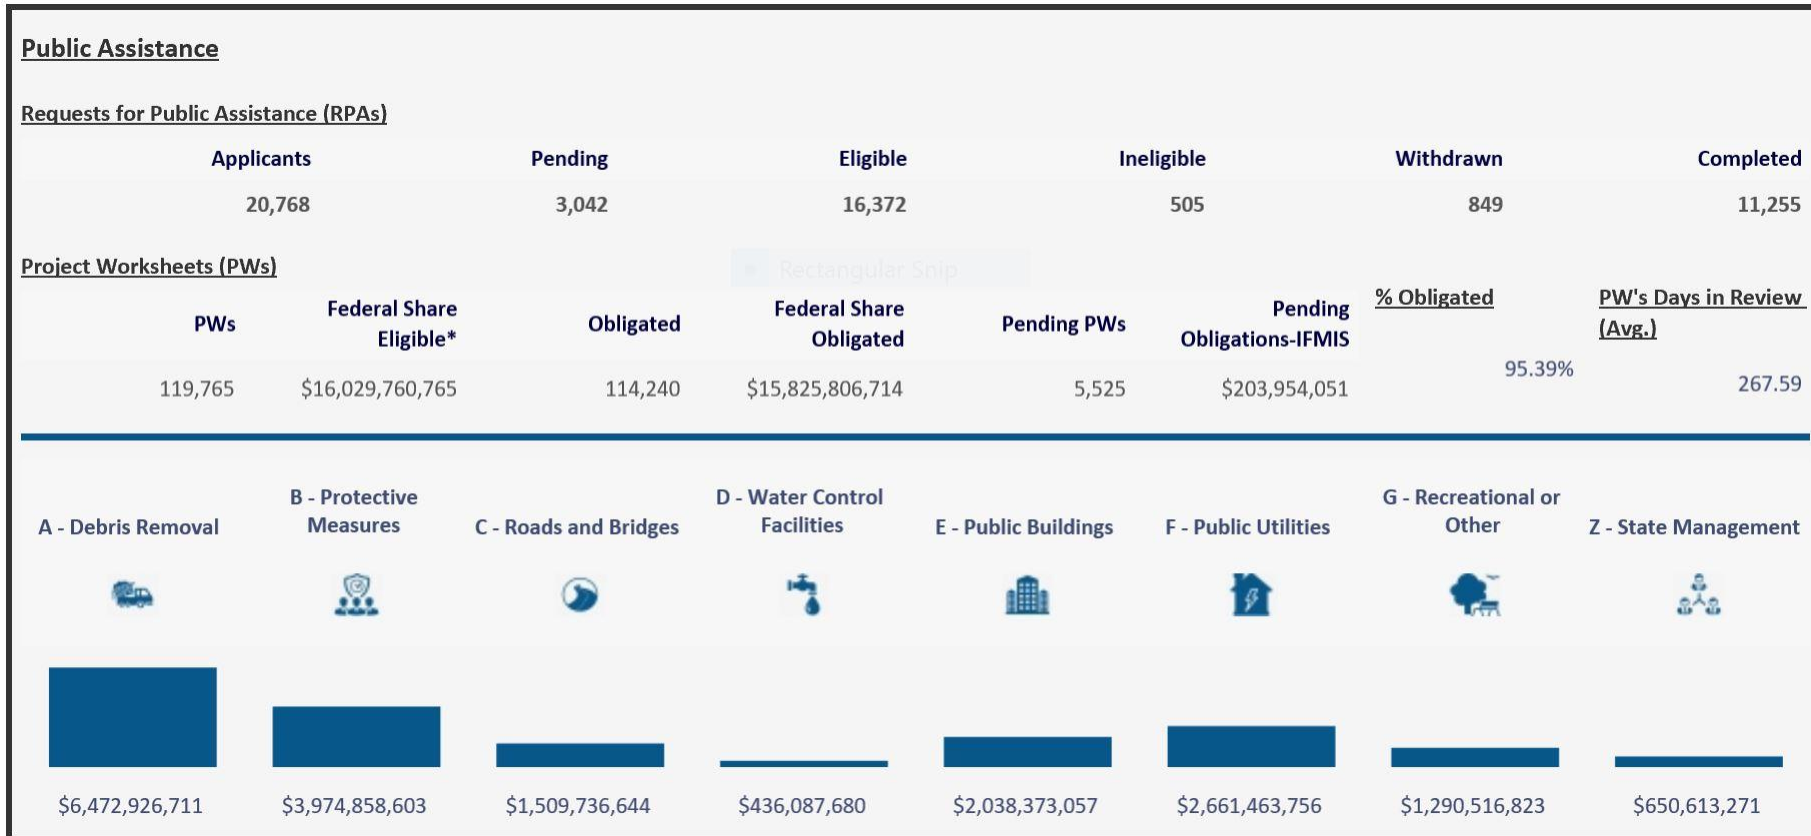 Public Assistance
Requests for Public Assistance (RPAs)
Applicants Pending Eligible Ineligible Withdrawn Completed
20,768 3,042 16,372 505 849 11,255
Project Worksheets (PWs)
Rectangular Snip
PWs Federal Share Eligible* Obligated Federal Share Obligated Pending PWs Pending Obligations-IFMIS % Obligated PW's Days in Review (Avg.)
119,765 $16,029,760,765 114,240 $15,825,806,714 5,525 $203,954,051 95.39% 267.59
A - Debris Removal
B - Protective
Measures
C - Roads and Bridges
D - Water Control
Facilities
E - Public Buildings
F - Public Utilities
G - Recreational or
Other
Z - State Management
$6,472,926,711 $3,974,858,603 $1,509,736,644 $436,087,680 $2,038,373,057 $2,661,463,756 $1,290,516,823 $650,613,271